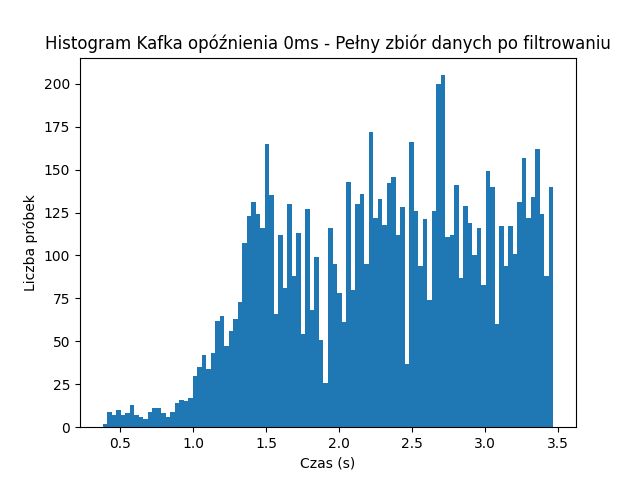 Histogram Kafka opóźnienia 0ms - Pełny zbiór danych po filtrowaniu
200
175
150
125
100
75
50
25
0
Liczba próbek
0.5 1.0 1.5 2.0 2.5 3.0 3.5
Czas (s)